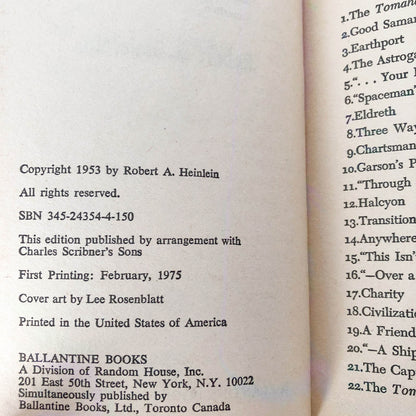 Copyright 1953 by Robert A. Heinlein
All rights reserved.
SBN 345-24354-4-150
This edition published by arrangement with
Charles Scribner's Sons
First Printing: February, 1975
Cover art by Lee Rosenblatt
Printed in the United States of America
BALLANTINE BOOKS
A Division of Random House, Inc.
201 East 50th Street, New York, N.Y. 10022
Simultaneously published by
Ballantine Books, Ltd., Toronto Canada
1.The
2.Good
3.Earthport
4.The
5.". . . Your
6."Spaceman'
7.Eldreth
8.Three
9.Chartsman
10.Garson's
11."Through
12.Halcyon
13.Transition
14.Anywhere
15."This
16."—Over a
17.Charity
18.
19.A Friend
20."—A
21.The
22.The